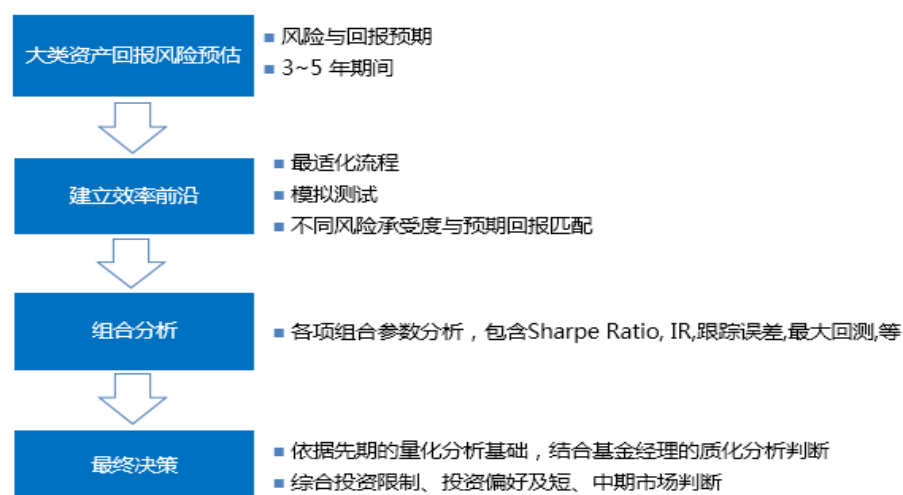 大类资产回报风险预估
■ 风险与回报预期
■ 3~5 年期间
建立效率前沿
■ 最适化流程
■ 模拟测试
■ 不同风险承受度与预期回报匹配
组合分析
■ 各项组合参数分析，包含Sharpe Ratio, IR,跟踪误差,最大回测,等
最终决策
■ 依据先期的量化分析基础，结合基金经理的质化分析判断
■ 综合投资限制、投资偏好及短、中期市场判断